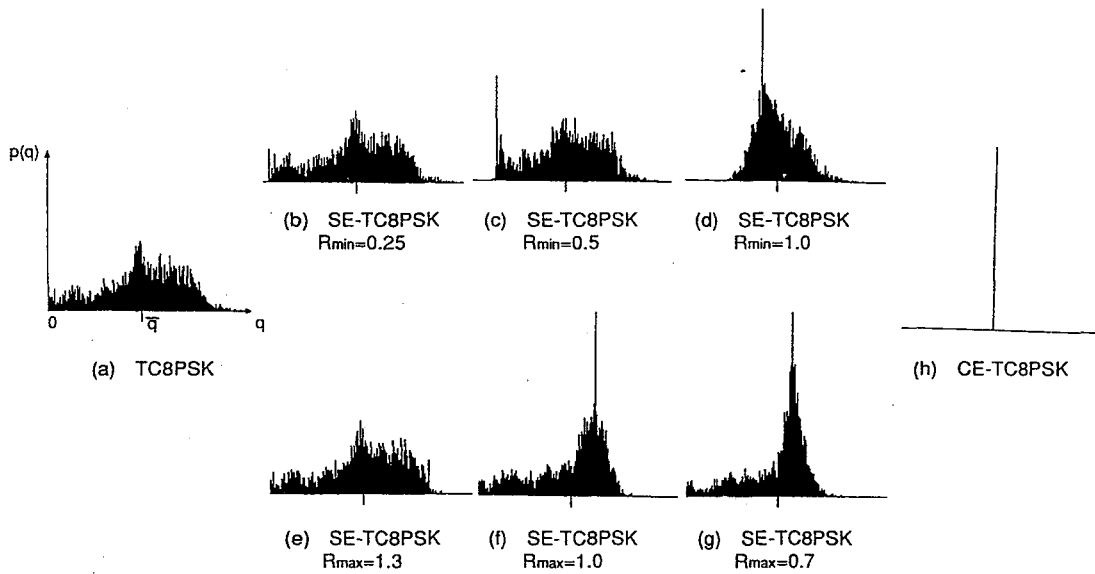 p(q)
0
q̅
q
(a) TC8PSK
(b) SE-TC8PSK
Rmin=0.25
(c) SE-TC8PSK
Rmin=0.5
(d) SE-TC8PSK
Rmin=1.0
(e) SE-TC8PSK
Rmax=1.3
(f) SE-TC8PSK
Rmax=1.0
(g) SE-TC8PSK
Rmax=0.7
(h) CE-TC8PSK